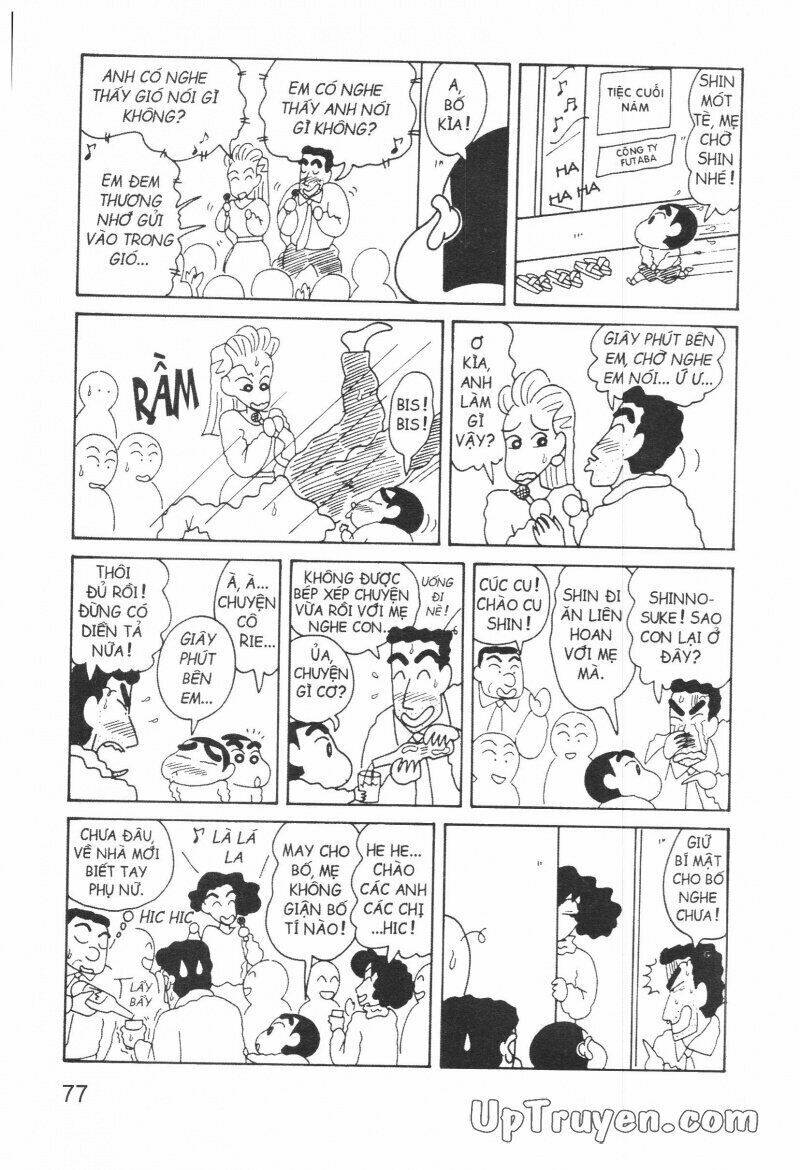 SHIN
MÓT
TÈ, MẸ
CHỜ
SHIN
NHÉ!
TIỆC CUỐI
NĂM
CÔNG TY
FUTABA
HA
HA HA
A,
BỐ
KÌA!
EM CÓ NGHE
THẤY ANH NỐI
GÌ KHÔNG?
ANH CÓ NGHE
THẤY GIÓ NÓI GÌ
KHÔNG?
EM ĐEM
THƯƠNG
NHỚ GỬI
VÀO TRONG
GIÓ...
GIÂY PHÚT BÊN
EM, CHỜ NGHE
EM NÓI... Ứ Ư...
Ơ
KÌA,
ANH
LÀM
GÌ
VẬY?
BIS!
BIS!
RẦM
SHINNO-
SUKE! SAO
CON LẠI Ở
ĐÂY?
SHIN ĐI
ĂN LIÊN
HOAN
VỚI MẸ
MÀ.
CÚC CU!
CHÀO CU
SHIN!
UỐNG
ĐI
NÈ!
KHÔNG ĐƯỢC
BÉP XÉP CHUYỆN
VỪA RỒI VỚI MẸ
NGHE CON...
ỦA,
CHUYỆN
GÌ CƠ?
À, À...
CHUYỆN
CÔ
RIE...
GIÂY PHÚT
BÊN
EM...
THÔI
ĐỦ RỒI!
ĐỪNG CÓ
DIỄN TẢ
NỮA!
GIỮ
BÍ MẬT
CHO BỐ
NGHE
CHƯA!
HE HE...
CHÀO
CÁC ANH
CÁC CHỊ
...HIC!
MAY CHO
BỐ, MẸ
KHÔNG
GIẬN BỐ
TÍ NÀO!
LÀ LÁ
LA
CHƯA ĐÂU,
VỀ NHÀ MỚI
BIẾT TAY
PHỤ NỮ.
HIC HIC
LẨY
BẨY
77
UpTruyen.com